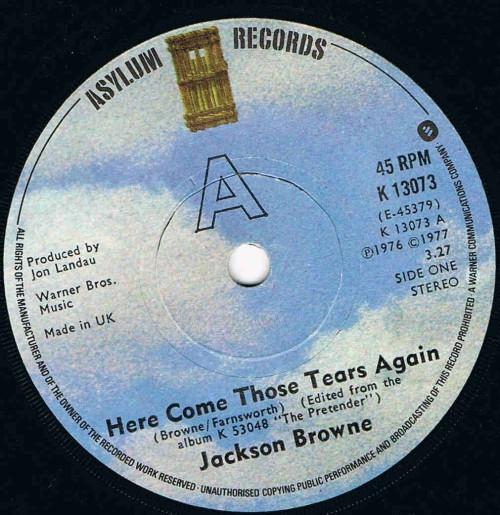 ASYLUM RECORDS
A
45 RPM
K 13073
(E-45379)
K 13073 A
℗1976 ©1977
3.27
SIDE ONE
STEREO
Produced by
Jon Landau
Warner Bros.
Music
Made in UK
Here Come Those Tears Again
(Browne/Farnsworth) (Edited from the
album K 53048 "The Pretender")
Jackson Browne
ALL RIGHTS OF THE MANUFACTURER AND OF THE OWNER OF THE RECORDED WORK RESERVED · UNAUTHORISED COPYING PUBLIC PERFORMANCE AND BROADCASTING OF THIS RECORD PROHIBITED · A WARNER COMMUNICATIONS COMPANY.